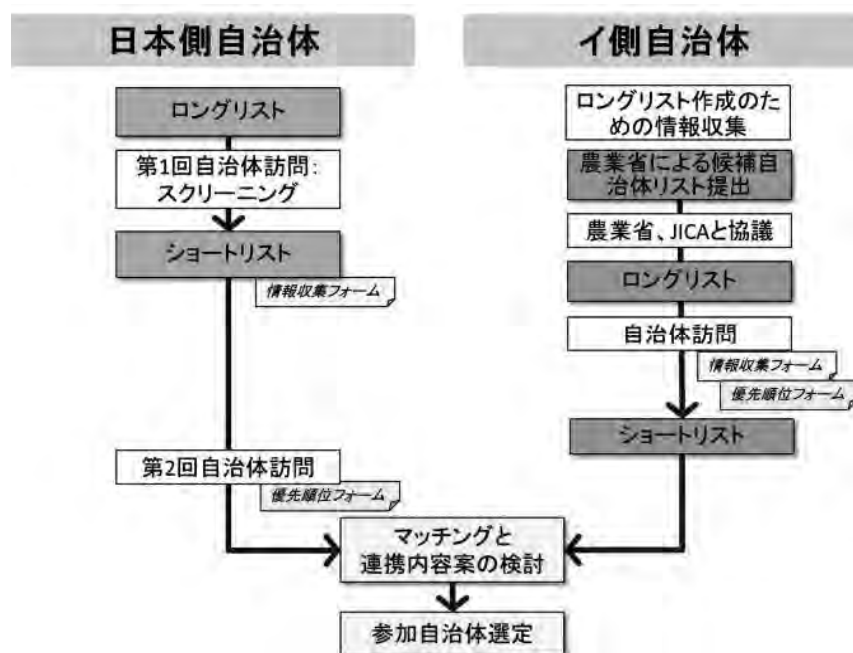 日本側自治体
ロングリスト
第1回自治体訪問:
スクリーニング
ショートリスト
情報収集フォーム
第2回自治体訪問
優先順位フォーム
イ側自治体
ロングリスト作成のた
めの情報収集
農業省による候補自
治体リスト提出
農業省、JICAと協議
ロングリスト
自治体訪問
情報収集フォーム
優先順位フォーム
ショートリスト
マッチングと
連携内容案の検討
参加自治体選定